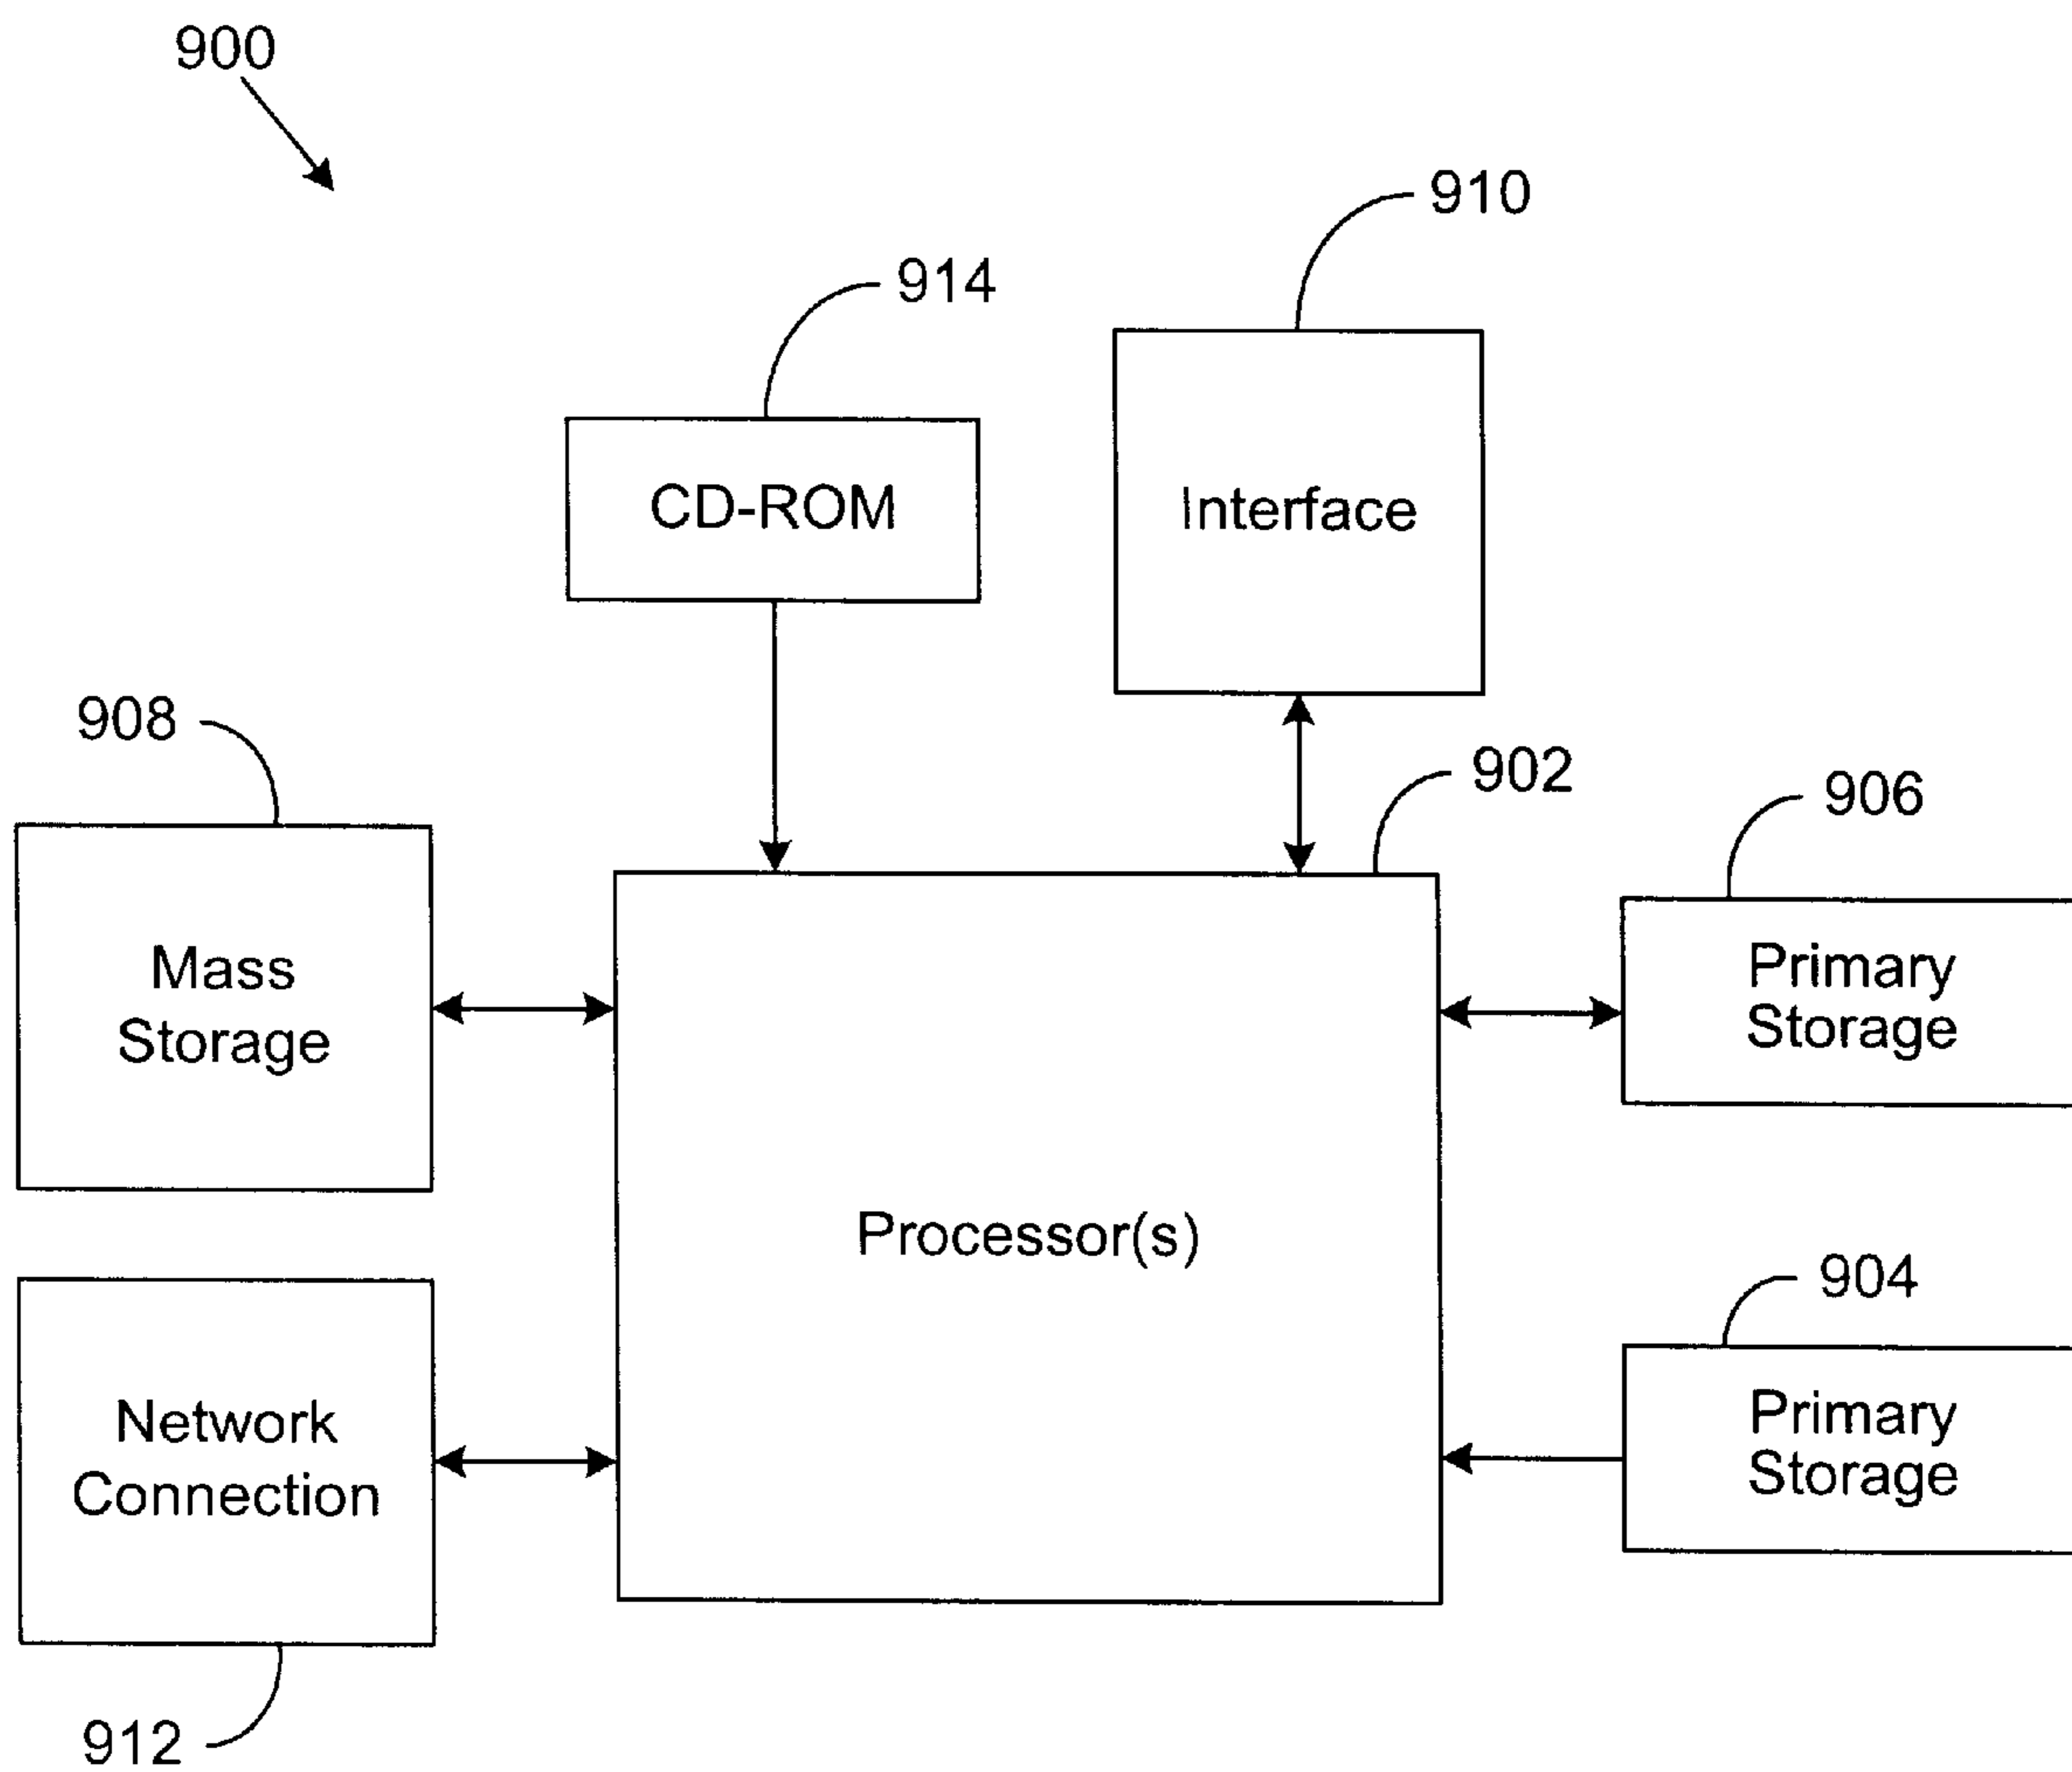 900
910
914
CD-ROM
Interface
908
902
906
Mass
Storage
Primary
Storage
Processor(s)
904
Network
Connection
Primary
Storage
912